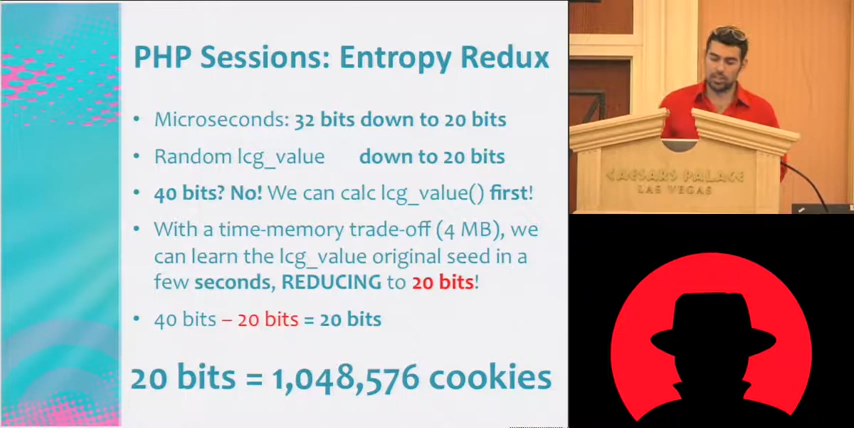 PHP Sessions: Entropy Redux
• Microseconds: 32 bits down to 20 bits
• Random lcg_value down to 20 bits
• 40 bits? No! We can calc lcg_value() first!
• With a time-memory trade-off (4 MB), we
can learn the lcg_value original seed in a
few seconds, REDUCING to 20 bits!
• 40 bits – 20 bits = 20 bits
20 bits = 1,048,576 cookies
CAESARS PALACE
LAS VEGAS